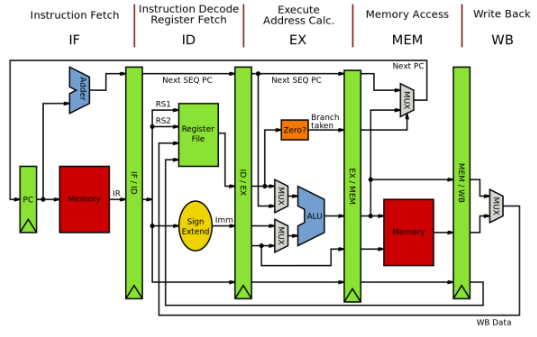 Instruction Fetch
Instruction Decode
Register Fetch
Execute
Address Calc.
Memory Access
Write Back
IF
ID
EX
MEM
WB
Next PC
Adder
Next SEQ PC
Next SEQ PC
MUX
RS1
RS2
Register
File
Branch
taken
Zero?
IF / ID
ID / EX
EX / MEM
MEM / WB
PC
Memory
IR
MUX
ALU
MUX
Sign
Extend
Imm
Memory
MUX
WB Data